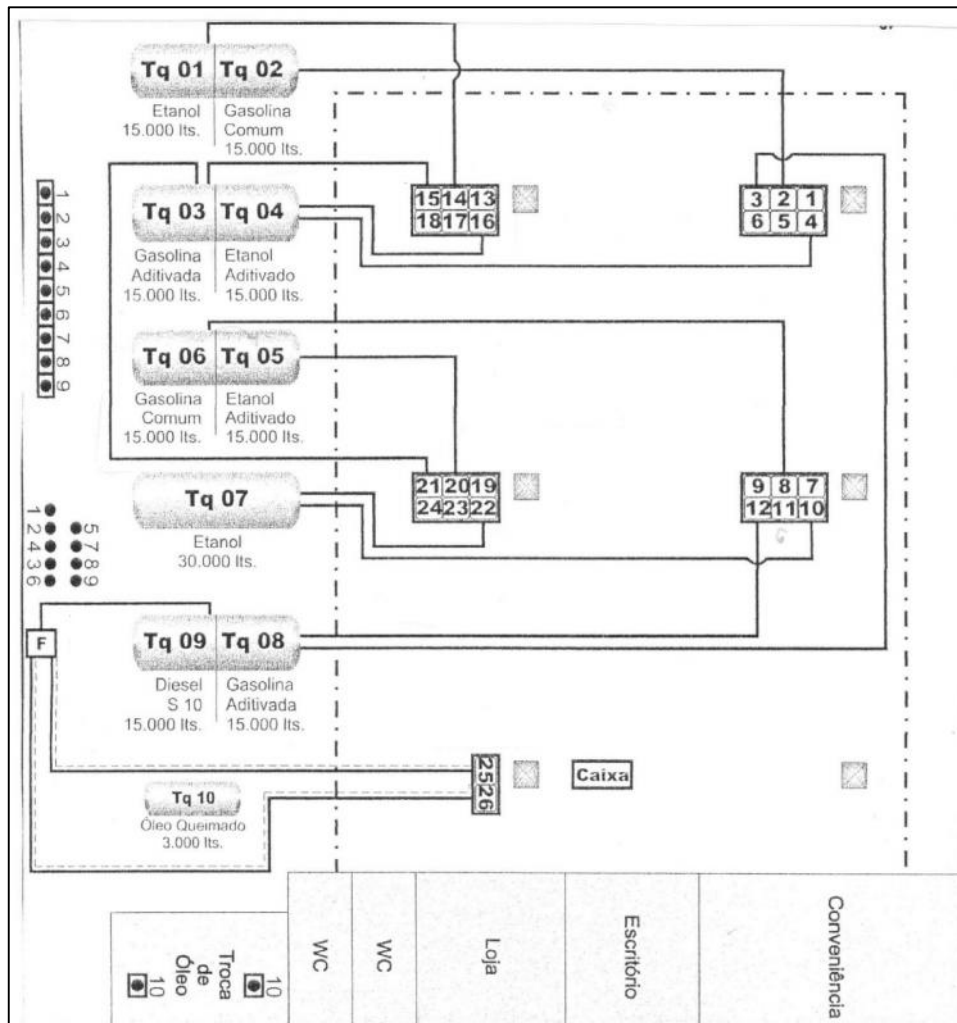 Tq 01 Tq 02
Etanol
15.000 lts.
Gasolina
Comum
15.000 lts.
1
2
3
4
5
6
7
8
9
Tq 03 Tq 04
Gasolina
Aditivada
15.000 lts.
Etanol
Aditivado
15.000 lts.
15 14 13
18 17 16
3 2 1
6 5 4
Tq 06 Tq 05
Gasolina
Comum
15.000 lts.
Etanol
Aditivado
15.000 lts.
Tq 07
Etanol
30.000 lts.
21 20 19
24 23 22
9 8 7
12 11 10
1
2 5
4 7
3 8
6 9
F
Tq 09 Tq 08
Diesel
S 10
15.000 lts.
Gasolina
Aditivada
15.000 lts.
25 26
Caixa
Tq 10
Óleo Queimado
3.000 lts.
Troca
de
Óleo
10
10
WC
WC
Loja
Escritório
Conveniência